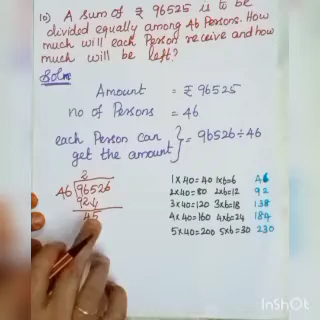 10) A sum of ₹ 96525 is to be
divided equally among 46 Persons. How
much will each Person receive and how
much will be left?
Soln
Amount = ₹ 96525
no of Persons = 46
each Person can
get the amount } = 96526 ÷ 46
2
46 96526
92
45
1x40=40 1x6=6 46
2x40=80 2x6=12 92
3x40=120 3x6=18 138
4x40=160 4x6=24 184
5x40=200 5x6=30 230
InShot